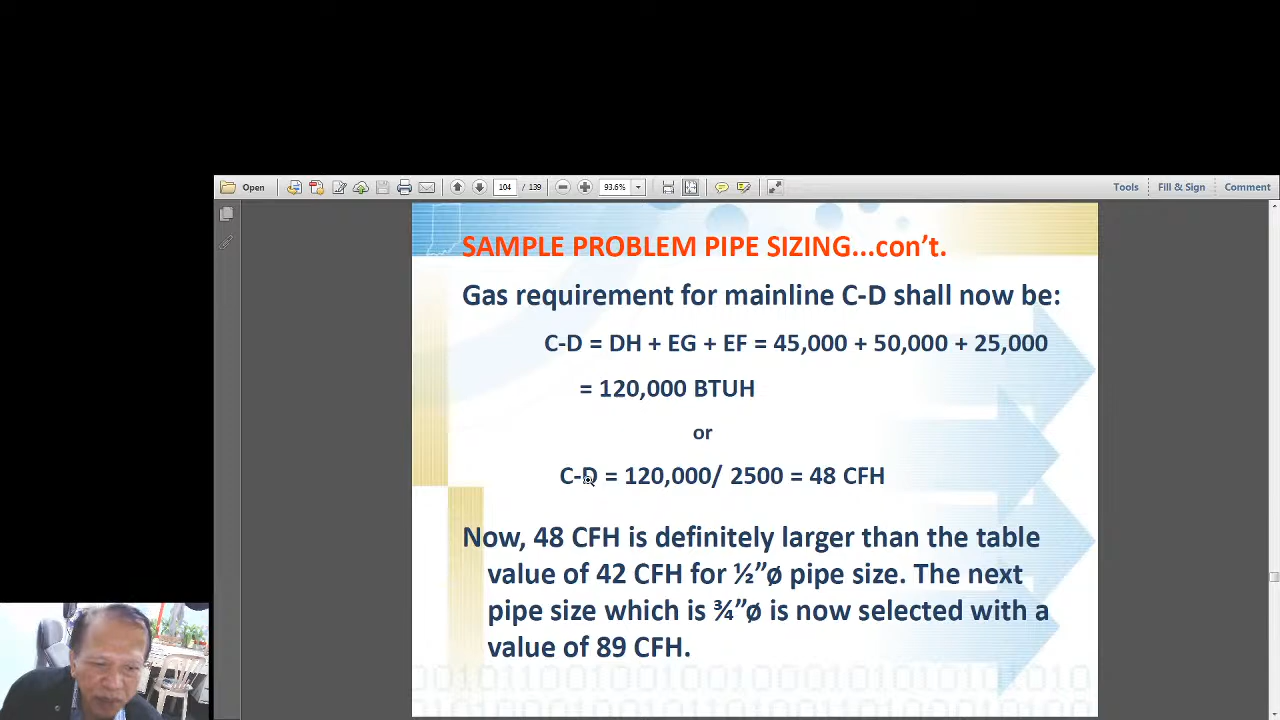 Open 104 / 139 93.6% Tools Fill & Sign Comment
SAMPLE PROBLEM PIPE SIZING...con’t.
Gas requirement for mainline C-D shall now be:
C-D = DH + EG + EF = 45,000 + 50,000 + 25,000
= 120,000 BTUH
or
C-D = 120,000/ 2500 = 48 CFH
Now, 48 CFH is definitely larger than the table
value of 42 CFH for ½”ø pipe size. The next
pipe size which is ¾”ø is now selected with a
value of 89 CFH.